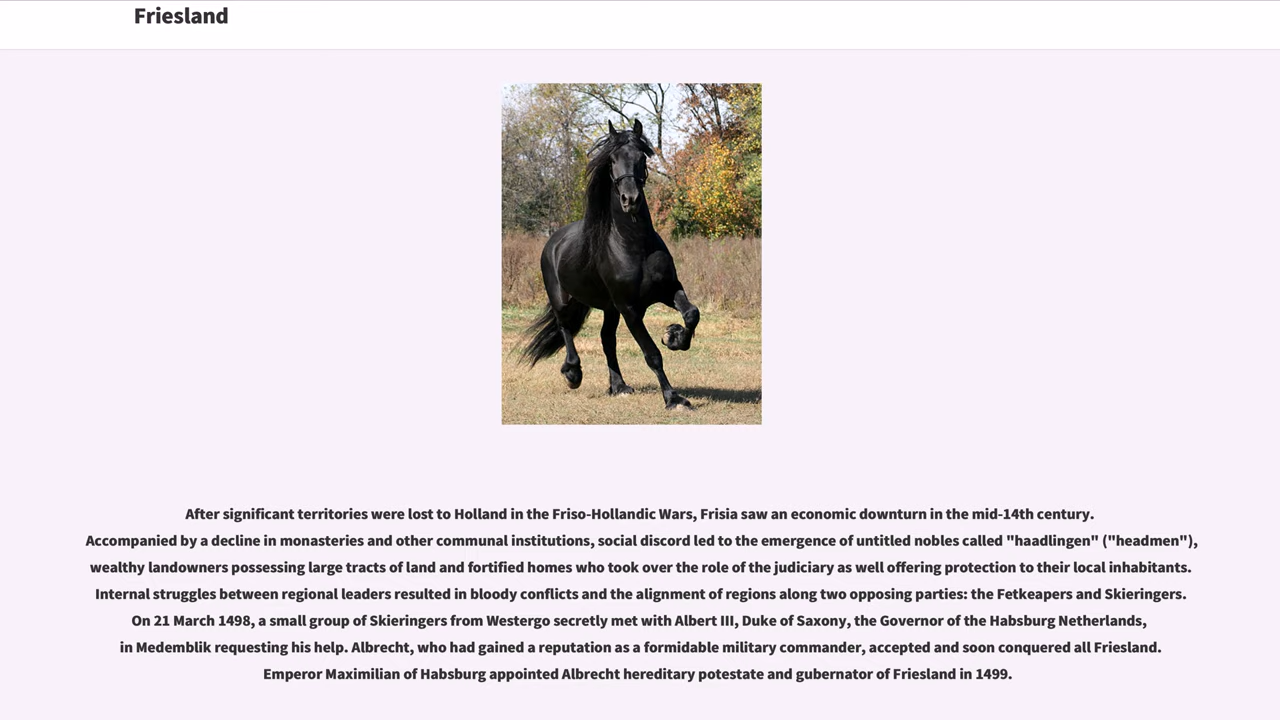 Friesland
After significant territories were lost to Holland in the Friso-Hollandic Wars, Frisia saw an economic downturn in the mid-14th century.
Accompanied by a decline in monasteries and other communal institutions, social discord led to the emergence of untitled nobles called "haadlingen" ("headmen"),
wealthy landowners possessing large tracts of land and fortified homes who took over the role of the judiciary as well offering protection to their local inhabitants.
Internal struggles between regional leaders resulted in bloody conflicts and the alignment of regions along two opposing parties: the Fetkeapers and Skieringers.
On 21 March 1498, a small group of Skieringers from Westergo secretly met with Albert III, Duke of Saxony, the Governor of the Habsburg Netherlands,
in Medemblik requesting his help. Albrecht, who had gained a reputation as a formidable military commander, accepted and soon conquered all Friesland.
Emperor Maximilian of Habsburg appointed Albrecht hereditary potestate and gubernator of Friesland in 1499.